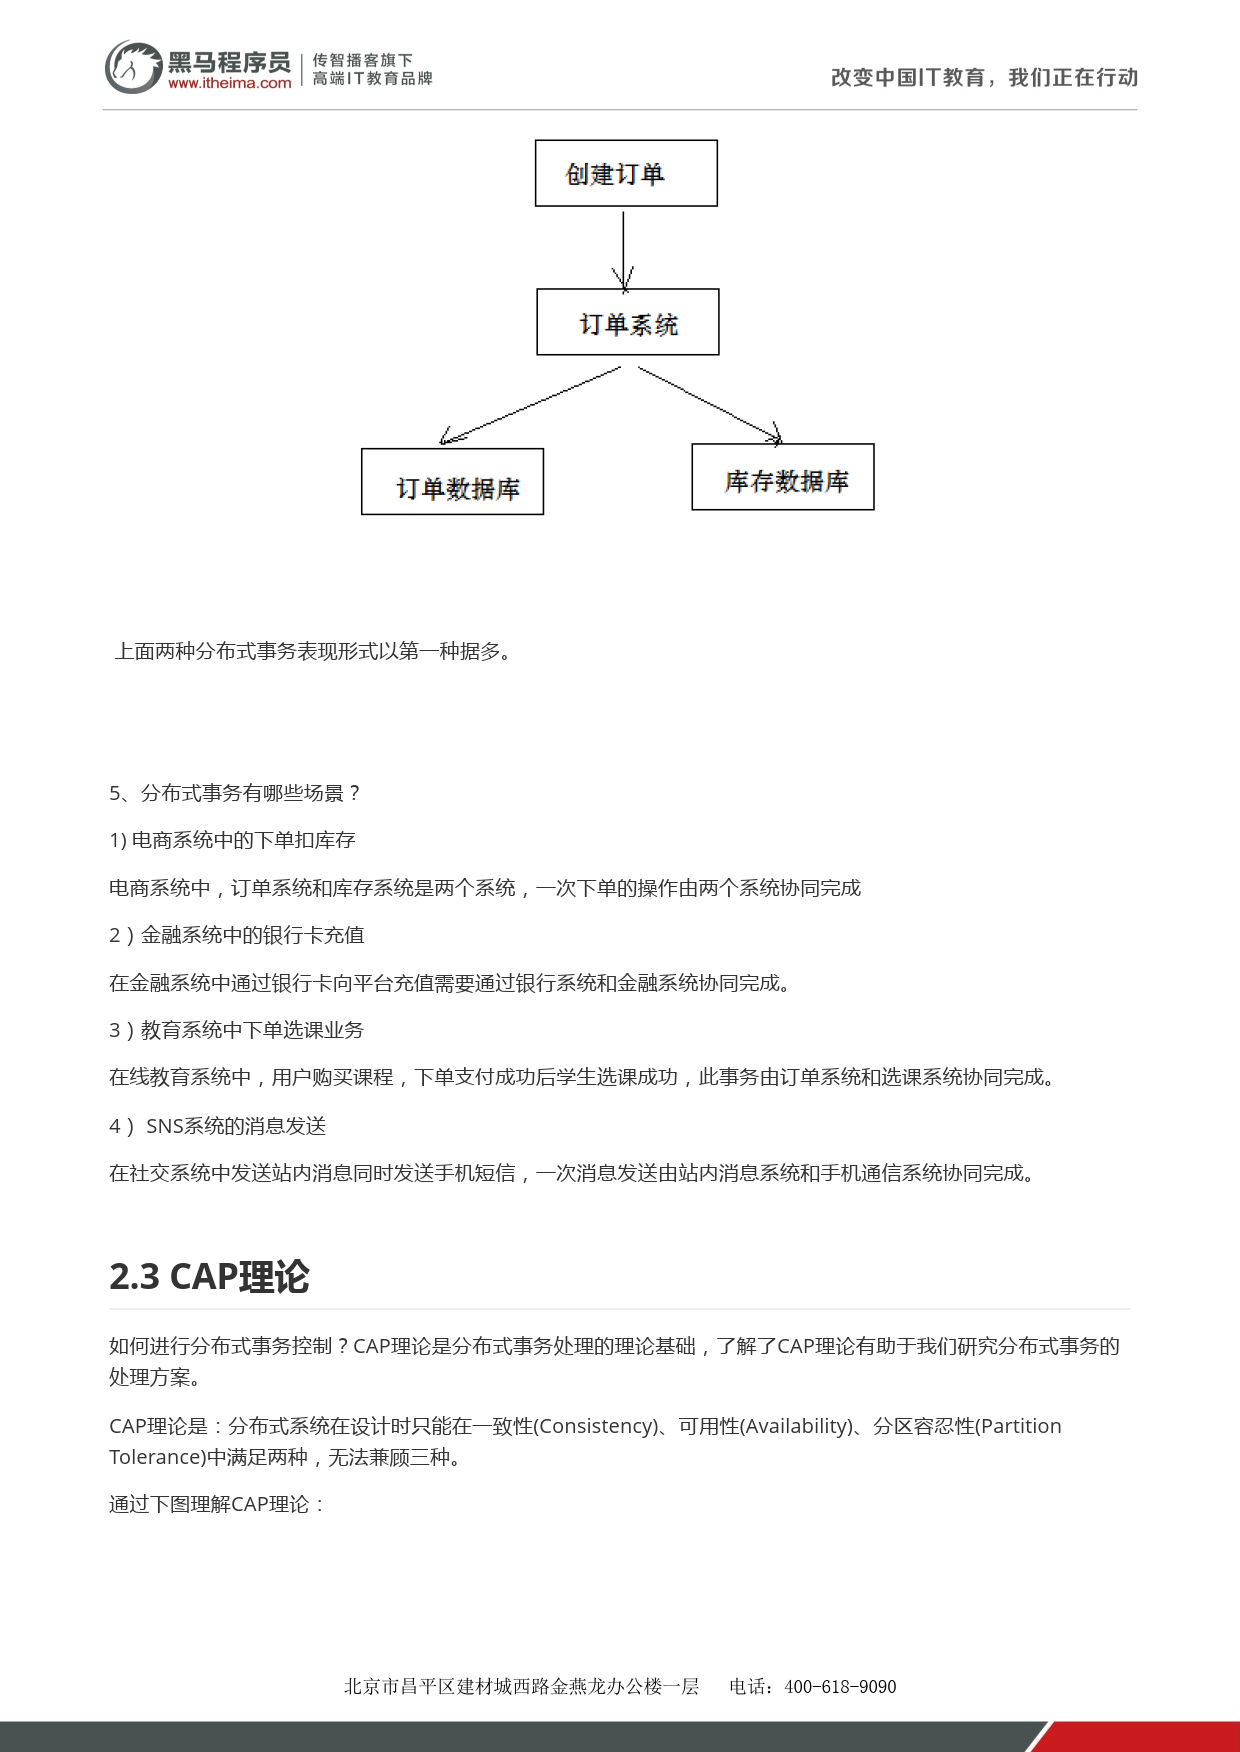 黑马程序员
www.itheima.com
传智播客旗下
高端IT教育品牌
改变中国IT教育，我们正在行动
创建订单
订单系统
订单数据库
库存数据库
上面两种分布式事务表现形式以第一种据多。
5、分布式事务有哪些场景？
1) 电商系统中的下单扣库存
电商系统中，订单系统和库存系统是两个系统，一次下单的操作由两个系统协同完成
2）金融系统中的银行卡充值
在金融系统中通过银行卡向平台充值需要通过银行系统和金融系统协同完成。
3）教育系统中下单选课业务
在线教育系统中，用户购买课程，下单支付成功后学生选课成功，此事务由订单系统和选课系统协同完成。
4） SNS系统的消息发送
在社交系统中发送站内消息同时发送手机短信，一次消息发送由站内消息系统和手机通信系统协同完成。
2.3 CAP理论
如何进行分布式事务控制？CAP理论是分布式事务处理的理论基础，了解了CAP理论有助于我们研究分布式事务的
处理方案。
CAP理论是：分布式系统在设计时只能在一致性(Consistency)、可用性(Availability)、分区容忍性(Partition
Tolerance)中满足两种，无法兼顾三种。
通过下图理解CAP理论：
北京市昌平区建材城西路金燕龙办公楼一层 电话：400-618-9090